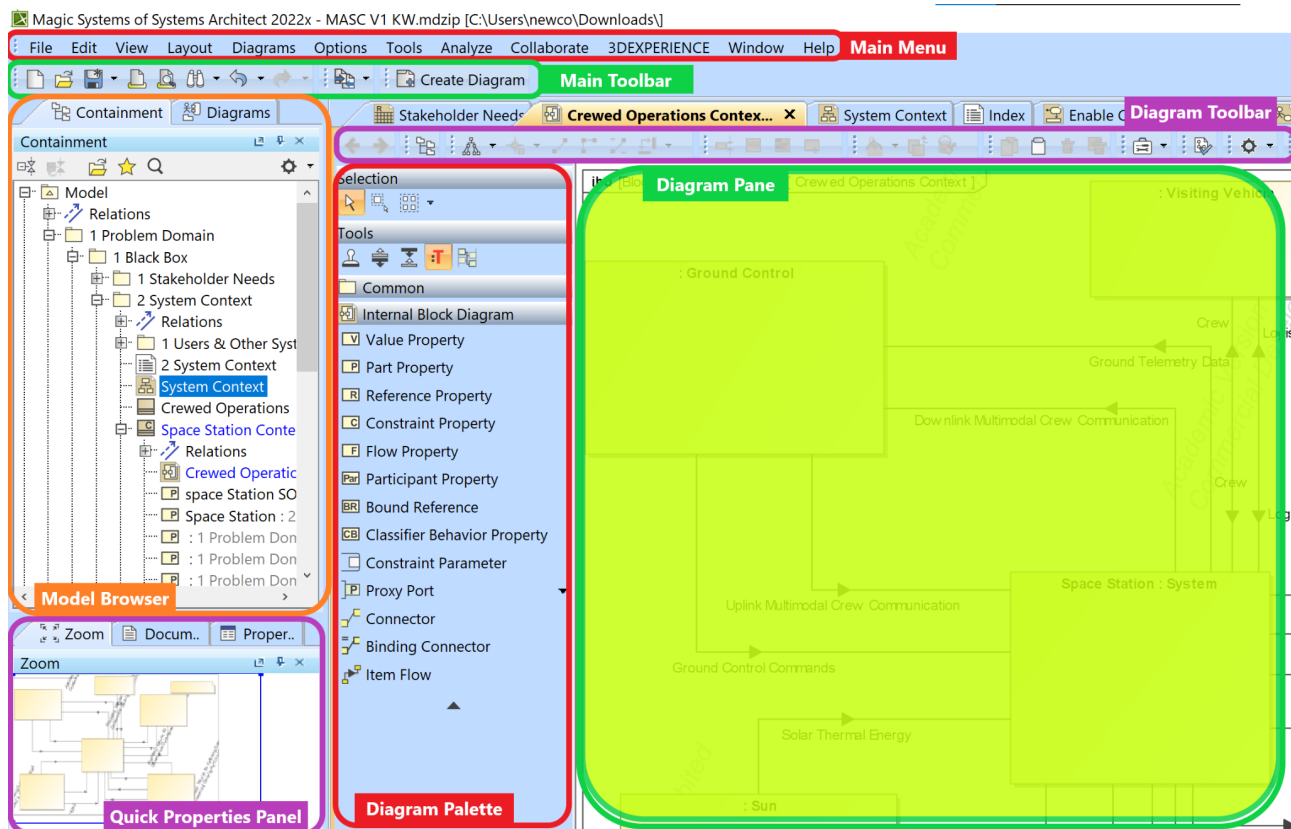 Magic Systems of Systems Architect 2022x - MASC V1 KW.mdzip [C:\Users\newco\Downloads\]
File Edit View Layout Diagrams Options Tools Analyze Collaborate 3DEXPERIENCE Window Help
Main Menu
Create Diagram
Main Toolbar
Containment Diagrams
Stakeholder Needs
Crewed Operations Contex...
System Context
Index
Enable
Diagram Toolbar
Containment
Model
Relations
1 Problem Domain
1 Black Box
1 Stakeholder Needs
2 System Context
Relations
1 Users & Other Syst
2 System Context
System Context
Crewed Operations
Space Station Conte
Relations
Crewed Operatic
space Station SO
Space Station : 2
: 1 Problem Don
: 1 Problem Don
: 1 Problem Don
Model Browser
Zoom Docum.. Proper..
Zoom
Quick Properties Panel
Selection
Tools
Common
Internal Block Diagram
V Value Property
P Part Property
R Reference Property
C Constraint Property
F Flow Property
Par Participant Property
BR Bound Reference
CB Classifier Behavior Property
Constraint Parameter
P Proxy Port
Connector
Binding Connector
Item Flow
Diagram Palette
Diagram Pane
Crewed Operations Context ]
: Visiting Vehicle
: Ground Control
Crew
Ground Telemetry Data
Downlink Multimodal Crew Communication
Crew
Space Station : System
Uplink Multimodal Crew Communication
Ground Control Commands
Solar Thermal Energy
: Sun